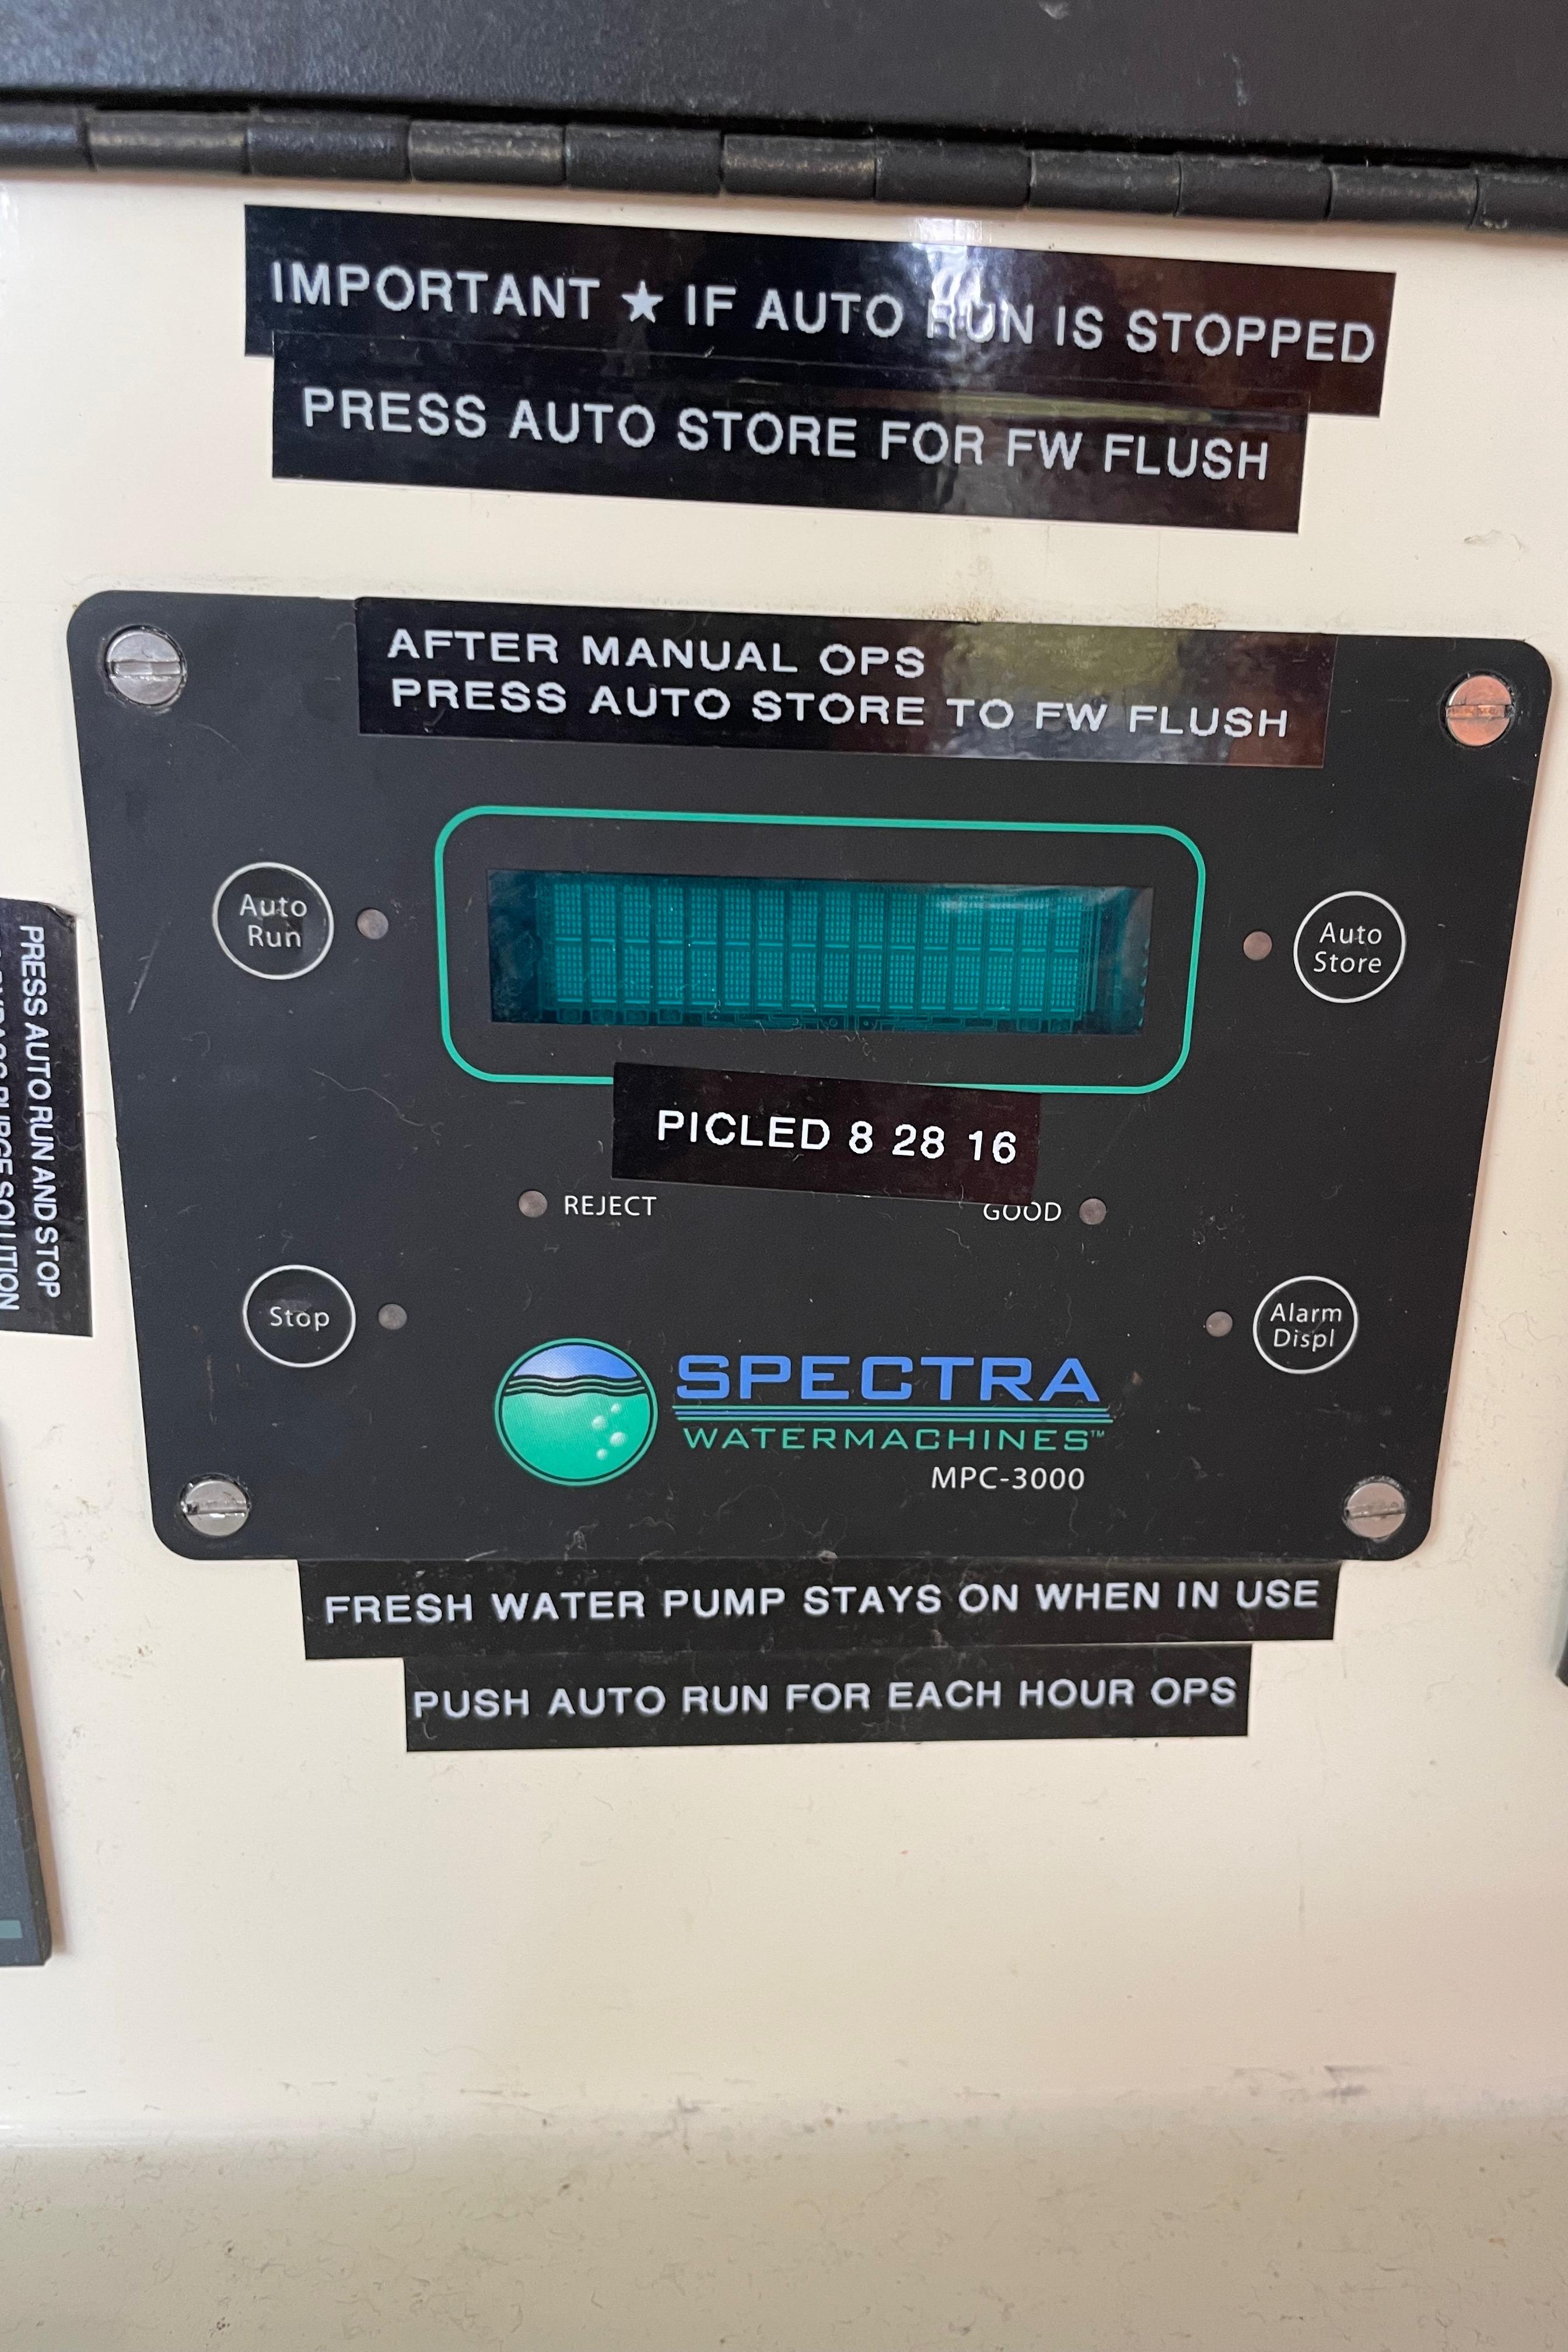 IMPORTANT ★ IF AUTO RUN IS STOPPED
PRESS AUTO STORE FOR FW FLUSH
AFTER MANUAL OPS
PRESS AUTO STORE TO FW FLUSH
Auto
Run
Auto
Store
PRESS AUTO RUN AND STOP
PURGE SOLUTION
PICLED 8 28 16
REJECT
GOOD
Stop
Alarm
Displ
SPECTRA
WATERMACHINES™
MPC-3000
FRESH WATER PUMP STAYS ON WHEN IN USE
PUSH AUTO RUN FOR EACH HOUR OPS